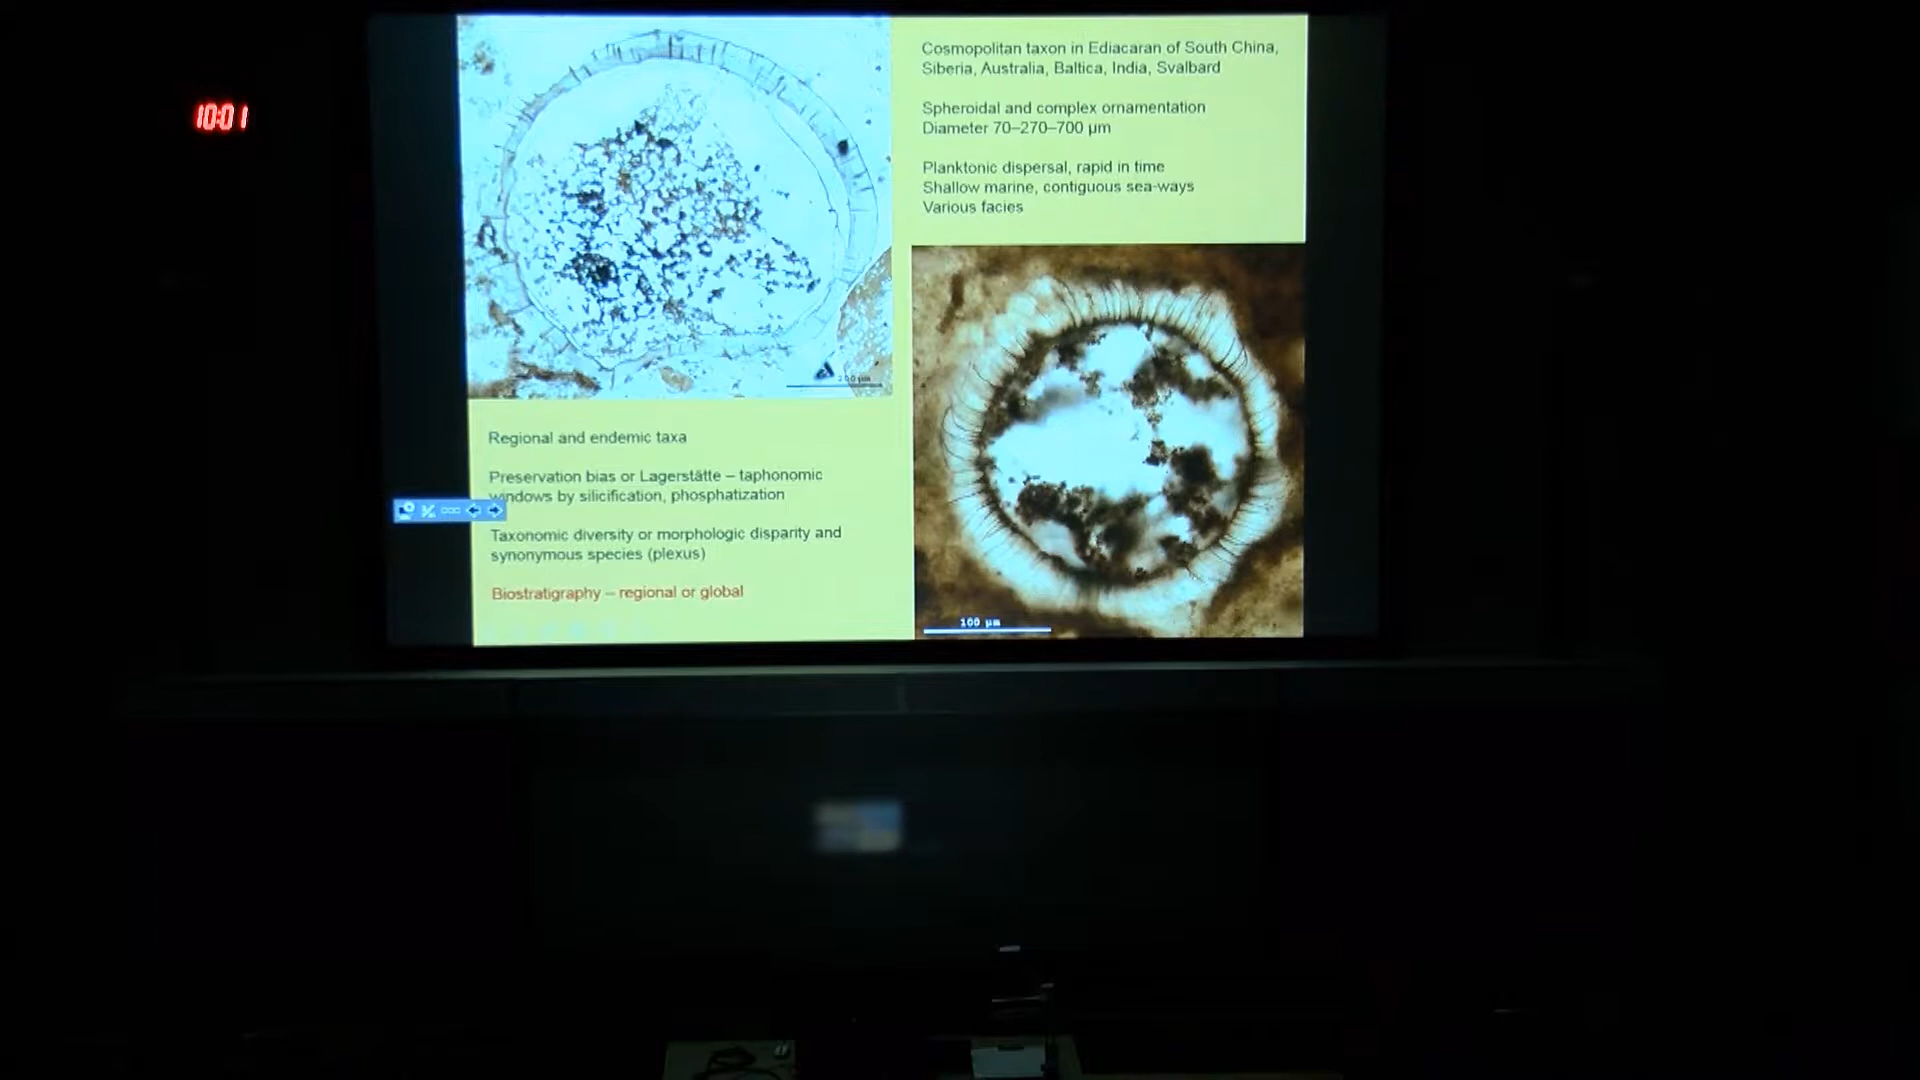 10:01
Cosmopolitan taxon in Ediacaran of South China,
Siberia, Australia, Baltica, India, Svalbard
Spheroidal and complex ornamentation
Diameter 70–270–700 µm
Planktonic dispersal, rapid in time
Shallow marine, contiguous sea-ways
Various facies
200 µm
Regional and endemic taxa
Preservation bias or Lagerstätte – taphonomic
windows by silicification, phosphatization
Taxonomic diversity or morphologic disparity and
synonymous species (plexus)
Biostratigraphy – regional or global
100 µm